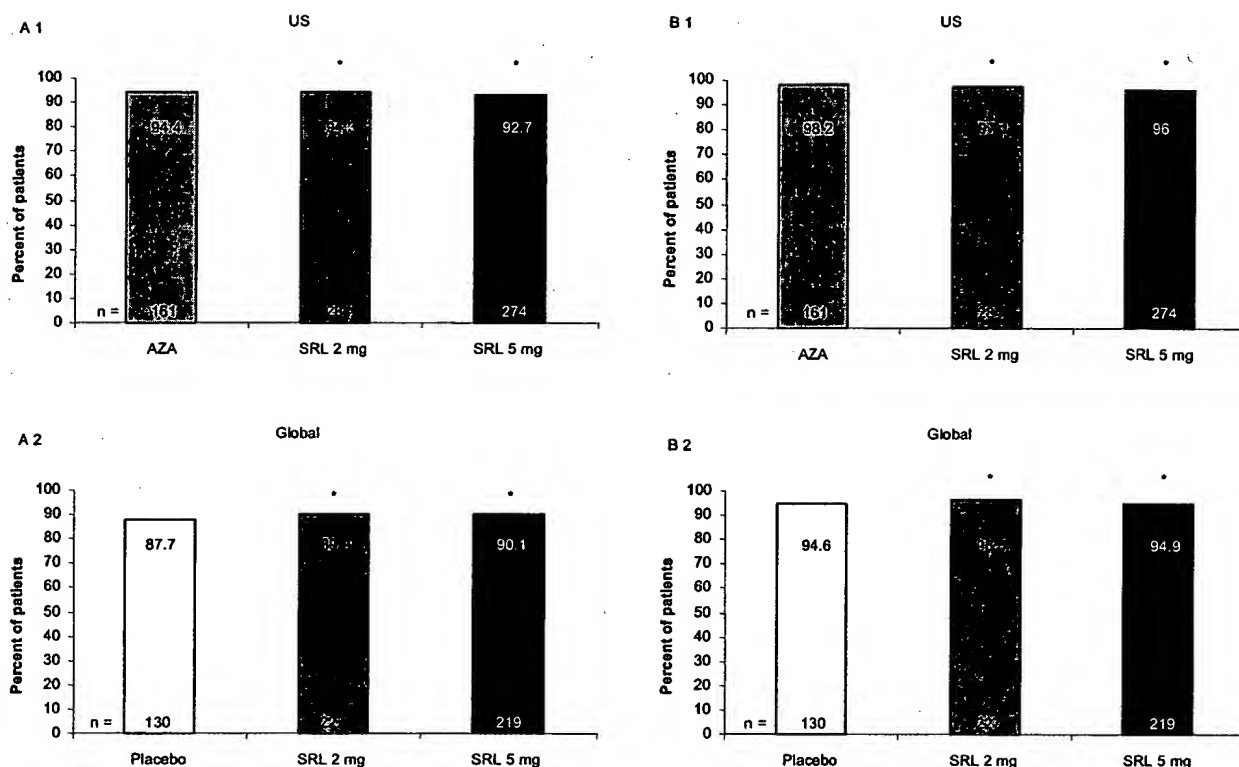 A 1
US
*
*
100
90
80
70
60
50
40
30
20
10
0
Percent of patients
94.4
92.7
n =
161
274
AZA
SRL 2 mg
SRL 5 mg
B 1
US
*
*
100
90
80
70
60
50
40
30
20
10
0
Percent of patients
98.2
96
n =
161
274
AZA
SRL 2 mg
SRL 5 mg
A 2
Global
*
*
100
90
80
70
60
50
40
30
20
10
0
Percent of patients
87.7
90.1
n =
130
219
Placebo
SRL 2 mg
SRL 5 mg
B 2
Global
*
*
100
90
80
70
60
50
40
30
20
10
0
Percent of patients
94.6
94.9
n =
130
219
Placebo
SRL 2 mg
SRL 5 mg